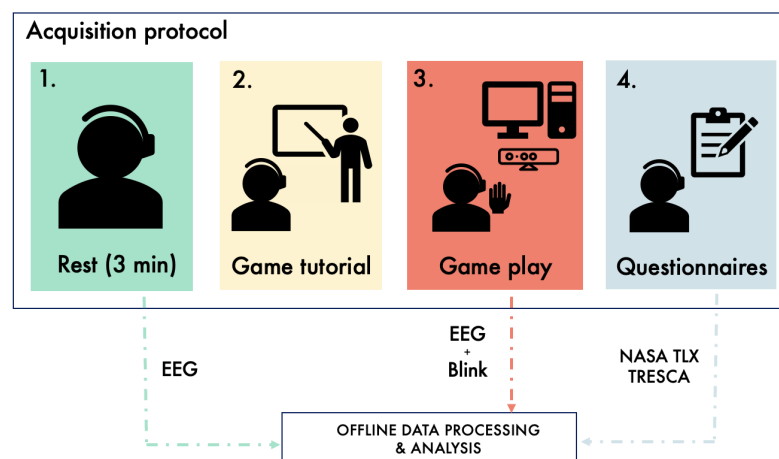 Acquisition protocol
1.
2.
3.
4.
Rest (3 min)
Game tutorial
Game play
Questionnaires
EEG
EEG
+
Blink
NASA TLX
TRESCA
OFFLINE DATA PROCESSING
& ANALYSIS